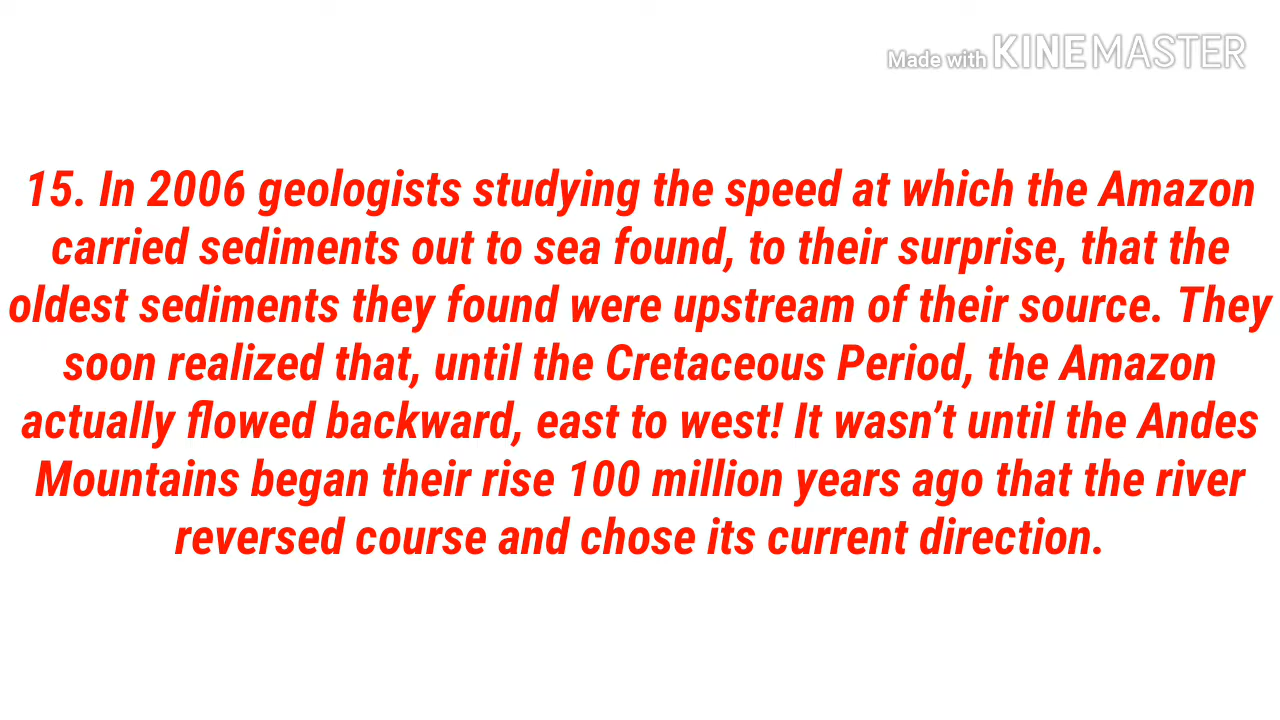 Made with KINEMASTER
15. In 2006 geologists studying the speed at which the Amazon
carried sediments out to sea found, to their surprise, that the
oldest sediments they found were upstream of their source. They
soon realized that, until the Cretaceous Period, the Amazon
actually flowed backward, east to west! It wasn’t until the Andes
Mountains began their rise 100 million years ago that the river
reversed course and chose its current direction.